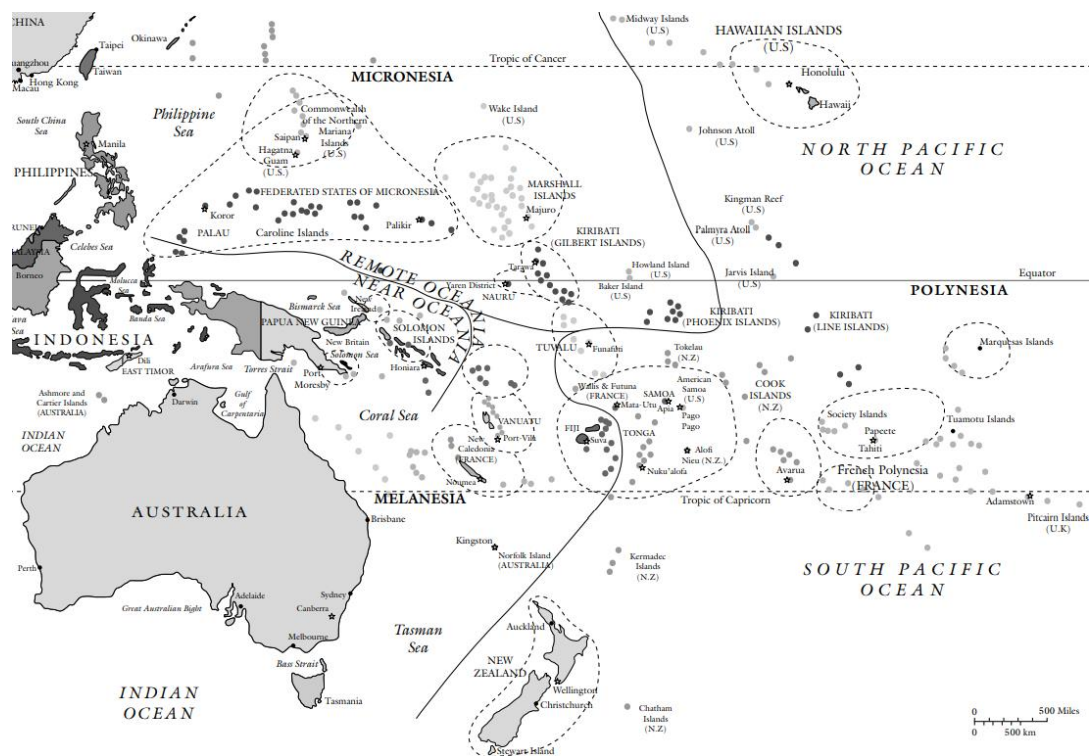 CHINA
Taipei
Okinawa
Guangzhou
Hong Kong
Macau
Taiwan
Midway Islands
(U.S)
HAWAIIAN ISLANDS
(U.S)
Tropic of Cancer
Honolulu
Hawaii
MICRONESIA
Philippine
Sea
South China
Sea
Manila
PHILIPPINES
Commonwealth
of the Northern
Mariana
Islands
(U.S)
Saipan
Hagatna
Guam
(U.S.)
Wake Island
(U.S)
Johnson Atoll
(U.S)
NORTH PACIFIC
OCEAN
FEDERATED STATES OF MICRONESIA
Koror
PALAU
Caroline Islands
Palikir
MARSHALL
ISLANDS
Majuro
Kingman Reef
(U.S)
Palmyra Atoll
(U.S)
BRUNEI
MALAYSIA
Borneo
Celebes Sea
Molucca
Sea
KIRIBATI
(GILBERT ISLANDS)
Tarawa
REMOTE OCEANIA
NEAR OCEANIA
Yaren District
NAURU
Howland Island
(U.S)
Baker Island
(U.S)
Jarvis Island
(U.S)
Equator
POLYNESIA
Java
Sea
Banda Sea
INDONESIA
Bismarck Sea
New
Ireland
PAPUA NEW GUINEA
New Britain
Solomon Sea
SOLOMON
ISLANDS
Honiara
KIRIBATI
(PHOENIX ISLANDS)
KIRIBATI
(LINE ISLANDS)
Marquesas Islands
Dili
EAST TIMOR
Arafura Sea
Torres Strait
Port
Moresby
TUVALU
Funafuti
Tokelau
(N.Z)
Ashmore and
Cartier Islands
(AUSTRALIA)
Darwin
Gulf
of
Carpentaria
Coral Sea
Wallis & Futuna
(FRANCE)
Mata-Utu
SAMOA
Apia
American
Samoa
(U.S)
Pago
Pago
COOK
ISLANDS
(N.Z)
Society Islands
Papeete
Tahiti
Tuamotu Islands
INDIAN
OCEAN
VANUATU
Port-Vila
New
Caledonia
(FRANCE)
Noumea
FIJI
Suva
TONGA
Nuku'alofa
Alofi
Nieu (N.Z.)
Avarua
French Polynesia
(FRANCE)
MELANESIA
Tropic of Capricorn
Adamstown
Pitcairn Islands
(U.K)
AUSTRALIA
Brisbane
Kingston
Norfolk Island
(AUSTRALIA)
Kermadec
Islands
(N.Z)
SOUTH PACIFIC
OCEAN
Perth
Great Australian Bight
Adelaide
Sydney
Canberra
Melbourne
Bass Strait
Tasmania
Tasman
Sea
Auckland
NEW
ZEALAND
Wellington
Christchurch
Stewart Island
Chatham
Islands
(N.Z)
INDIAN
OCEAN
0 500 Miles
0 500 km